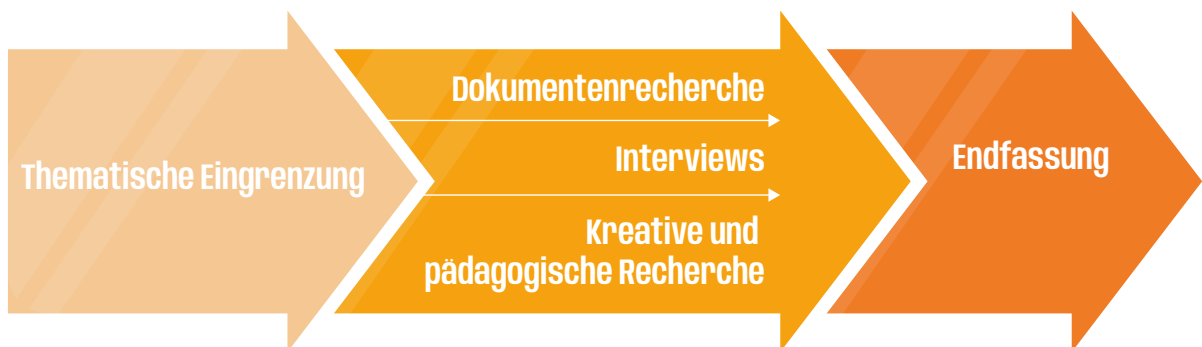 Thematische Eingrenzung
Dokumentenrecherche
Interviews
Kreative und
pädagogische Recherche
Endfassung